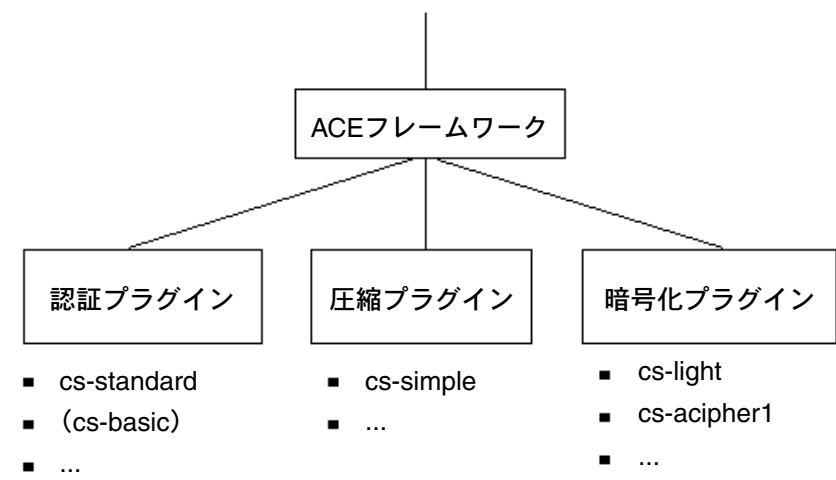 ACEフレームワーク
認証プラグイン
圧縮プラグイン
暗号化プラグイン
■ cs-standard
■ （cs-basic）
■ ...
■ cs-simple
■ ...
■ cs-light
■ cs-acipher1
■ ...